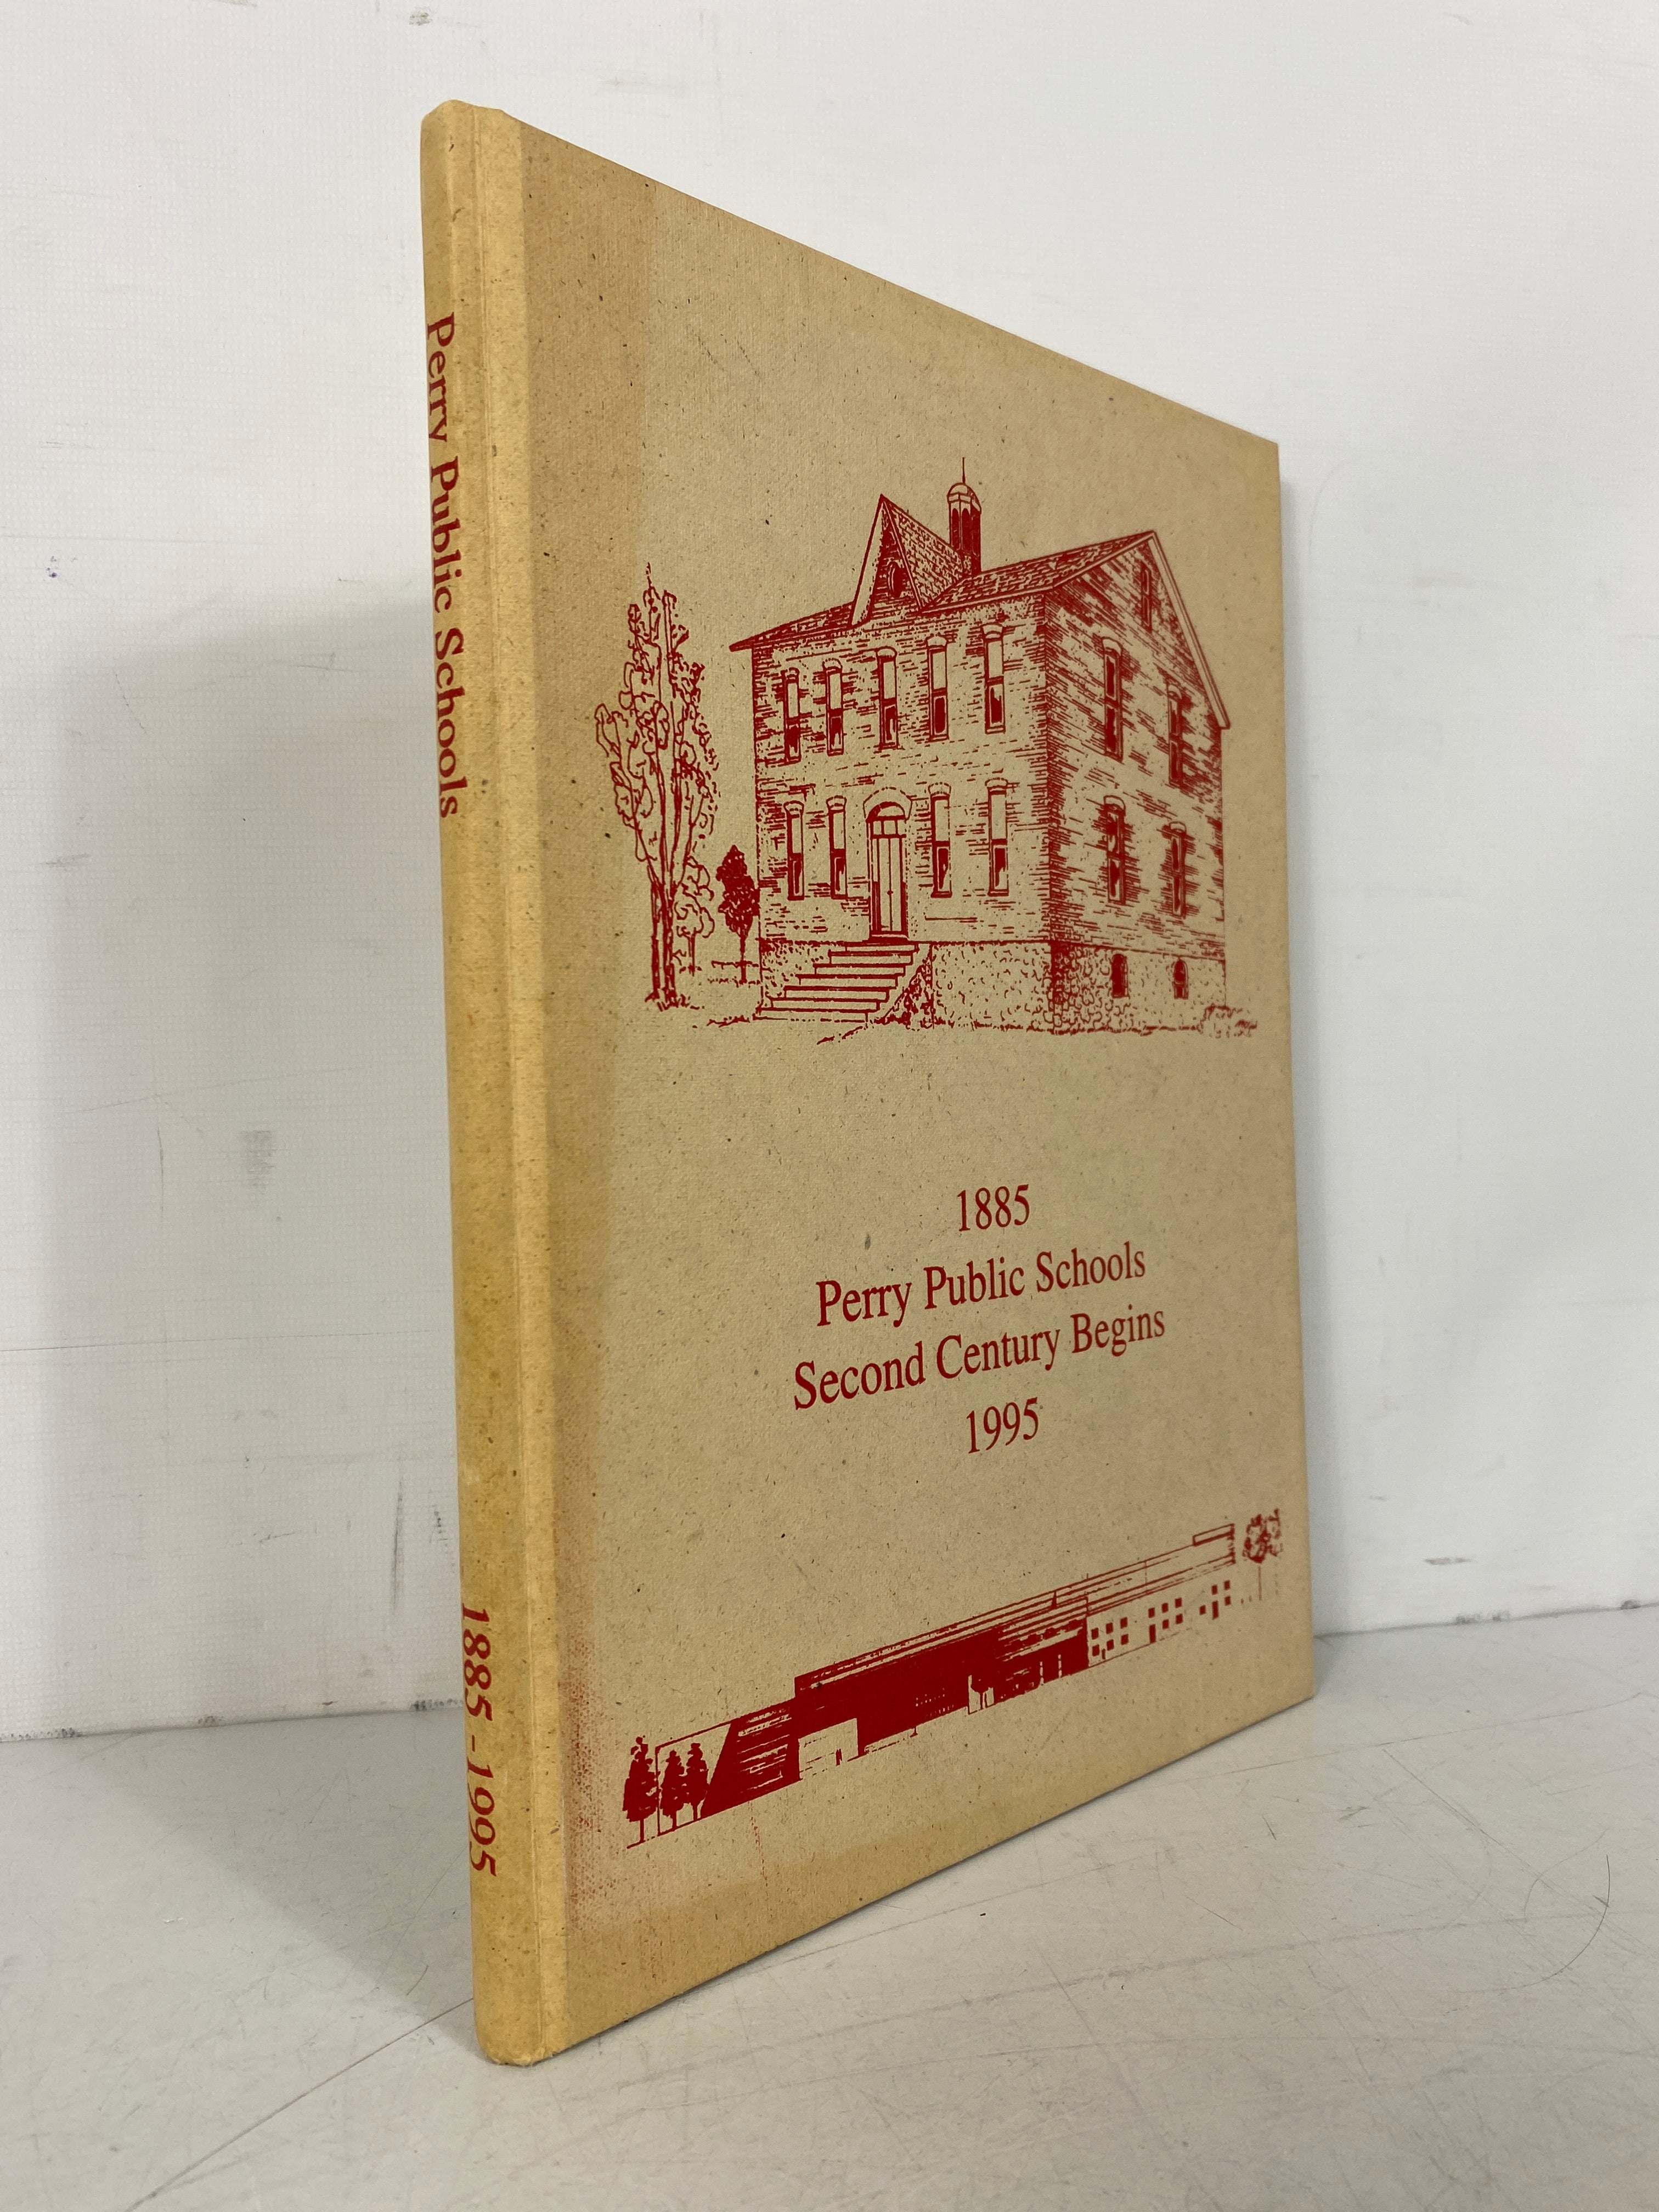 Perry Public Schools
1885 - 1995
1885
Perry Public Schools
Second Century Begins
1995